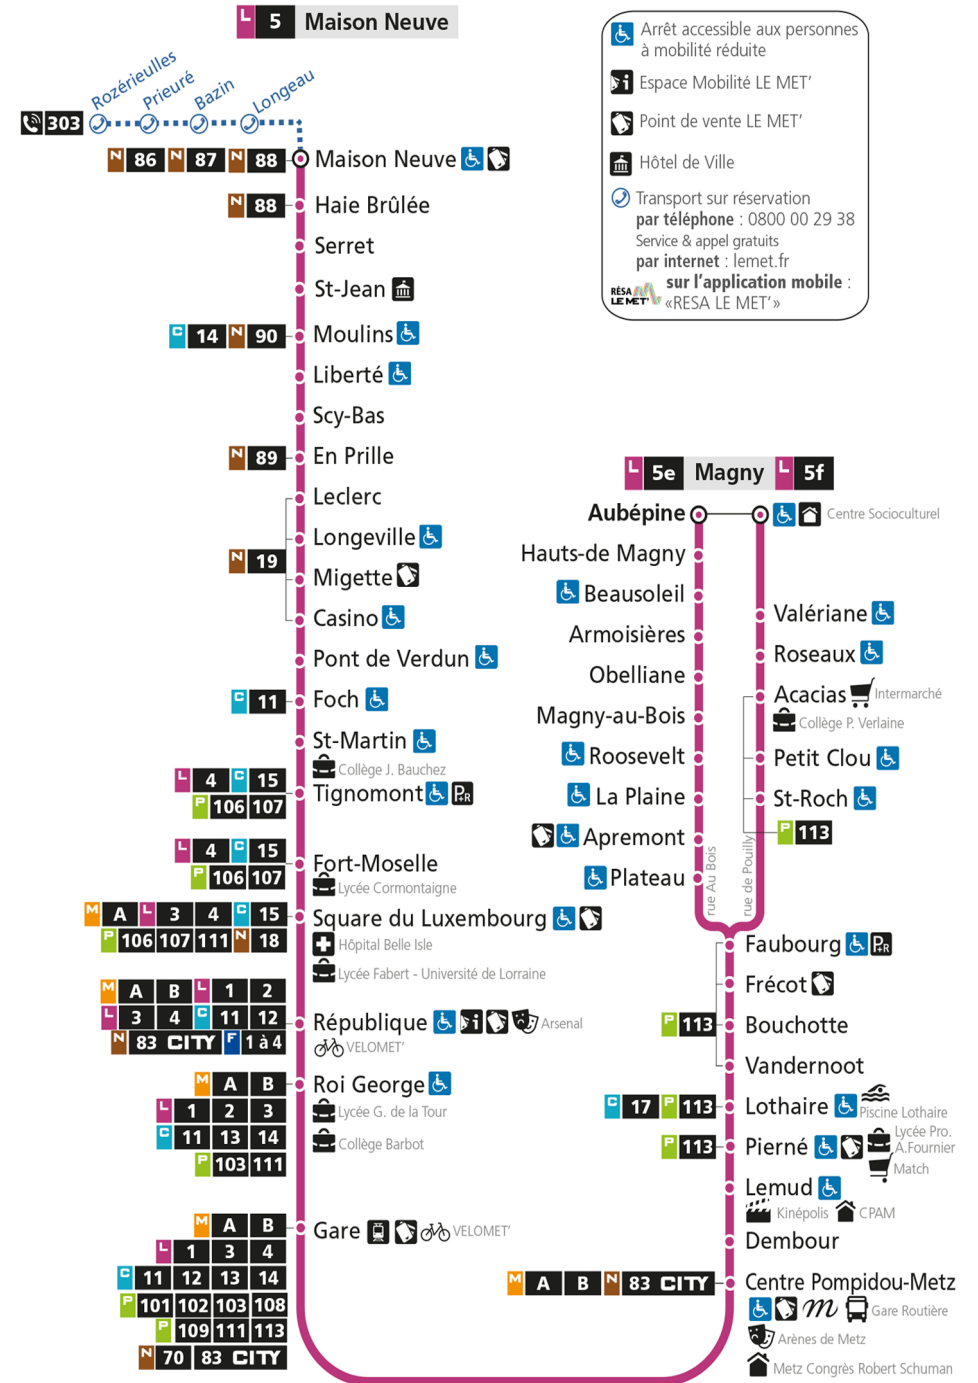 L 5 Maison Neuve
Arrêt accessible aux personnes
à mobilité réduite
Espace Mobilité LE MET'
Point de vente LE MET'
Hôtel de Ville
Transport sur réservation
par téléphone : 0800 00 29 38
Service & appel gratuits
par internet : lemet.fr
RÉSA LE MET' sur l'application mobile :
«RESA LE MET'»
Rozérieulles
Prieuré
Bazin
Longeau
303
N 86 N 87 N 88 Maison Neuve
N 88 Haie Brûlée
Serret
St-Jean
C 14 N 90 Moulins
Liberté
Scy-Bas
N 89 En Prille
Leclerc
Longeville
N 19
Migette
Casino
Pont de Verdun
C 11 Foch
St-Martin
Collège J. Bauchez
L 4 C 15
Tignomont P+R
P 106 107
L 4 C 15
Fort-Moselle
P 106 107
Lycée Cormontaigne
M A L 3 4 C 15
Square du Luxembourg
P 106 107 111 N 18
Hôpital Belle Isle
Lycée Fabert - Université de Lorraine
M A B L 1 2
L 3 4 C 11 12
République i Arsenal
N 83 CITY F 1 à 4
VELOMET'
M A B Roi George
L 1 2 3
Lycée G. de la Tour
C 11 13 14
Collège Barbot
P 103 111
M A B Gare VELOMET'
L 1 3 4
C 11 12 13 14
P 101 102 103 108
P 109 111 113
N 70 83 CITY
L 5e Magny L 5f
Aubépine
Centre Socioculturel
Hauts-de Magny
Beausoleil
Armoisières
Obelliane
Magny-au-Bois
Roosevelt
La Plaine
Apremont
Plateau
rue Au Bois
rue de Pouilly
Valériane
Roseaux
Acacias Intermarché
Collège P. Verlaine
Petit Clou
St-Roch
P 113
Faubourg P+R
Frécot
P 113 Bouchotte
Vandernoot
C 17 P 113 Lothaire
Piscine Lothaire
P 113 Pierné
Lycée Pro.
A.Fournier
Match
Lemud
Kinépolis CPAM
Dembour
M A B N 83 CITY Centre Pompidou-Metz
m Gare Routière
Arènes de Metz
Metz Congrès Robert Schuman